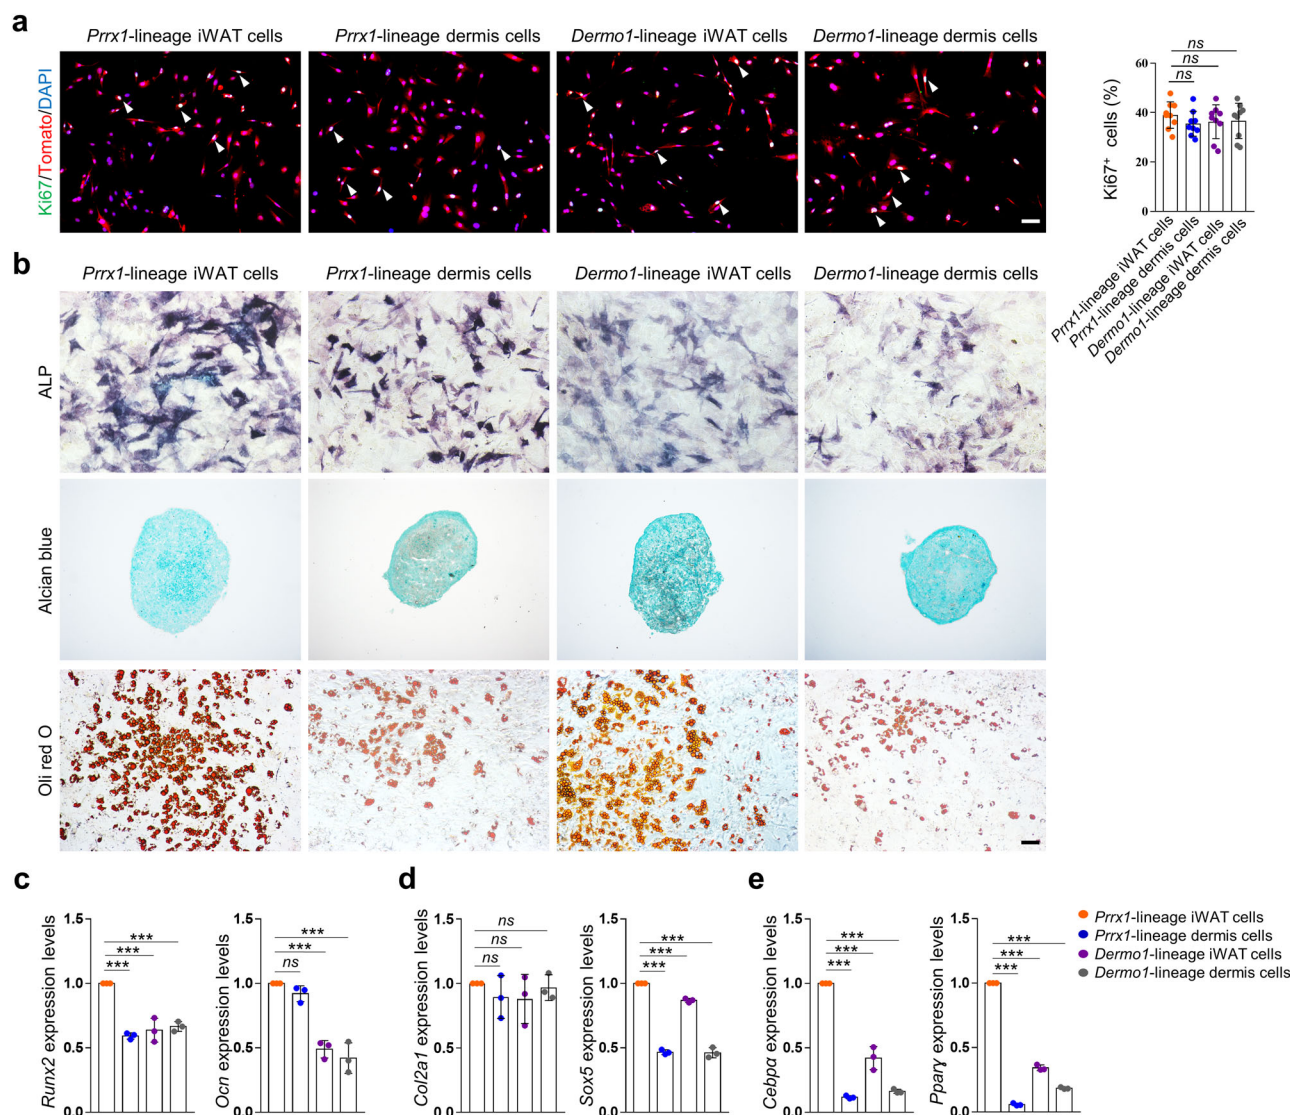 a
Prrx1-lineage iWAT cells
Prrx1-lineage dermis cells
Dermo1-lineage iWAT cells
Dermo1-lineage dermis cells
Ki67/Tomato/DAPI
Ki67+ cells (%)
60
40
20
0
ns
ns
ns
Prrx1-lineage iWAT cells
Prrx1-lineage dermis cells
Dermo1-lineage iWAT cells
Dermo1-lineage dermis cells
b
Prrx1-lineage iWAT cells
Prrx1-lineage dermis cells
Dermo1-lineage iWAT cells
Dermo1-lineage dermis cells
ALP
Alcian blue
Oli red O
c
Runx2 expression levels
1.5
1.0
0.5
0.0
***
***
***
Ocn expression levels
1.5
1.0
0.5
0.0
***
***
ns
d
Col2a1 expression levels
1.5
1.0
0.5
0.0
ns
ns
ns
Sox5 expression levels
1.5
1.0
0.5
0.0
***
***
***
e
Cebpα expression levels
1.5
1.0
0.5
0.0
***
***
***
Pparγ expression levels
1.5
1.0
0.5
0.0
***
***
***
Prrx1-lineage iWAT cells
Prrx1-lineage dermis cells
Dermo1-lineage iWAT cells
Dermo1-lineage dermis cells